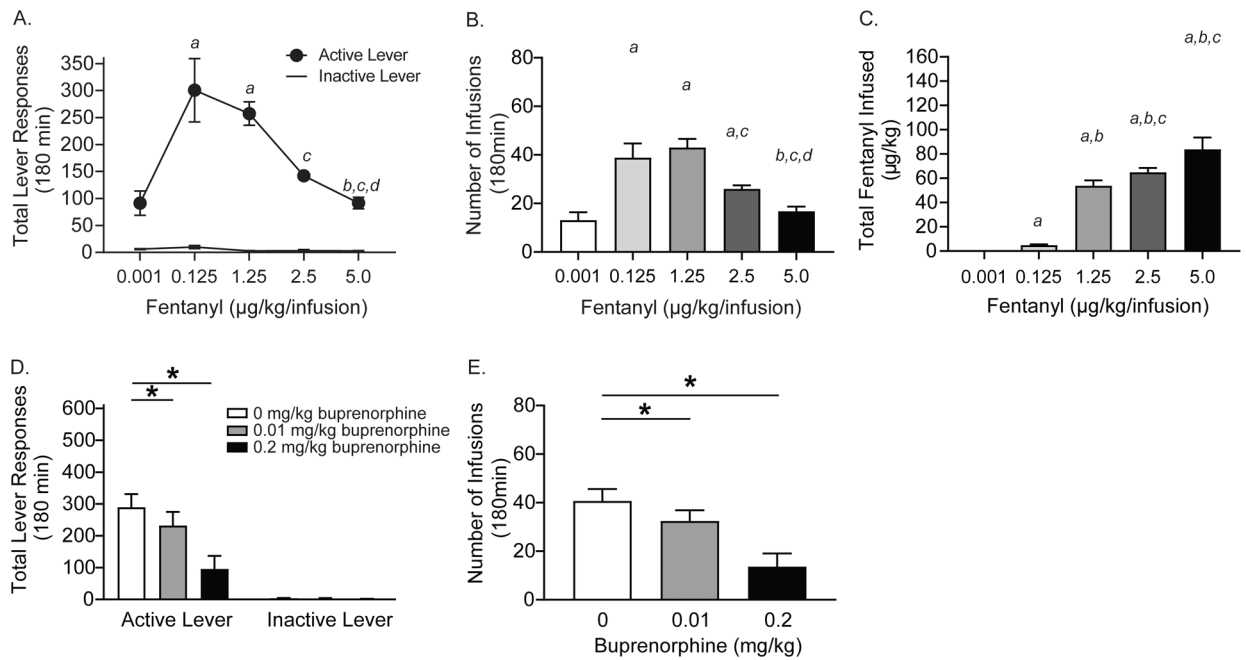 A.
Total Lever Responses
(180 min)
350
300
250
200
150
100
50
0
a
a
c
b,c,d
Active Lever
Inactive Lever
0.001 0.125 1.25 2.5 5.0
Fentanyl (µg/kg/infusion)
B.
Number of Infusions
(180min)
80
60
40
20
0
a
a
a,c
b,c,d
0.001 0.125 1.25 2.5 5.0
Fentanyl (µg/kg/infusion)
C.
Total Fentanyl Infused
(µg/kg)
160
140
120
100
80
60
40
20
0
a
a,b
a,b,c
a,b,c
0.001 0.125 1.25 2.5 5.0
Fentanyl (µg/kg/infusion)
D.
Total Lever Responses
(180 min)
600
500
400
300
200
100
0
*
*
0 mg/kg buprenorphine
0.01 mg/kg buprenorphine
0.2 mg/kg buprenorphine
Active Lever Inactive Lever
E.
Number of Infusions
(180min)
80
60
40
20
0
*
*
0 0.01 0.2
Buprenorphine (mg/kg)